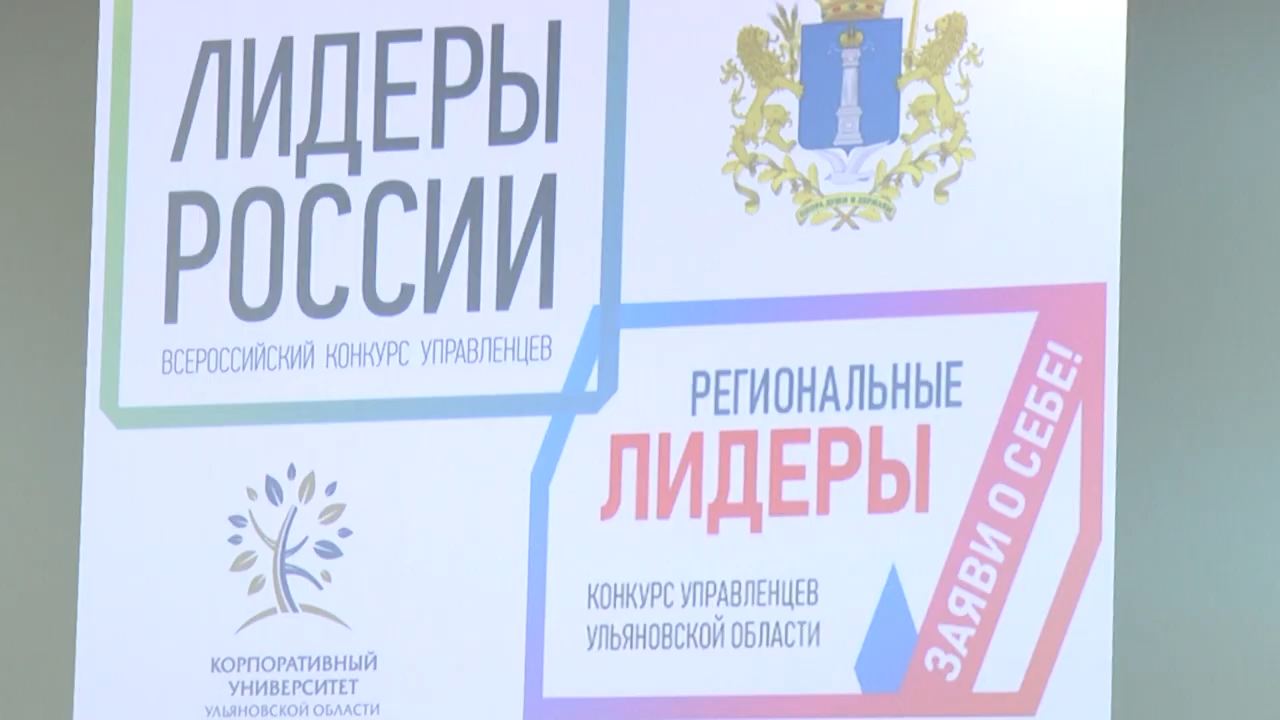 ЛИДЕРЫ
РОССИИ
ВСЕРОССИЙСКИЙ КОНКУРС УПРАВЛЕНЦЕВ
РЕГИОНАЛЬНЫЕ
ЛИДЕРЫ
КОНКУРС УПРАВЛЕНЦЕВ
УЛЬЯНОВСКОЙ ОБЛАСТИ
ЗАЯВИ О СЕБЕ!
КОРПОРАТИВНЫЙ
УНИВЕРСИТЕТ
УЛЬЯНОВСКОЙ ОБЛАСТИ